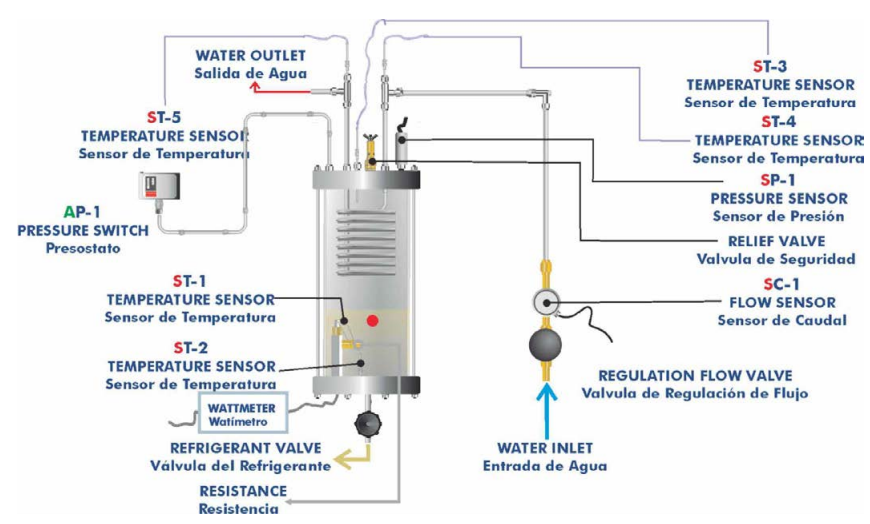 WATER OUTLET
Salida de Agua
ST-3
TEMPERATURE SENSOR
Sensor de Temperatura
ST-5
TEMPERATURE SENSOR
Sensor de Temperatura
ST-4
TEMPERATURE SENSOR
Sensor de Temperatura
SP-1
PRESSURE SENSOR
Sensor de Presión
AP-1
PRESSURE SWITCH
Presostato
RELIEF VALVE
Valvula de Seguridad
ST-1
TEMPERATURE SENSOR
Sensor de Temperatura
SC-1
FLOW SENSOR
Sensor de Caudal
ST-2
TEMPERATURE SENSOR
Sensor de Temperatura
REGULATION FLOW VALVE
Valvula de Regulación de Flujo
WATTMETER
Watímetro
REFRIGERANT VALVE
Válvula del Refrigerante
WATER INLET
Entrada de Agua
RESISTANCE
Resistencia